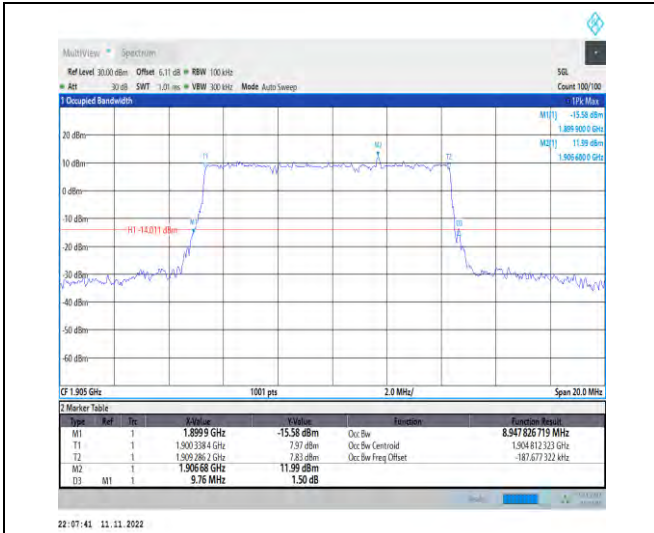 MultiView Spectrum
Ref Level 30.00 dBm Offset 6.11 dB RBW 100 kHz SGL
Att 30 dB SWT 1.01 ms VBW 300 kHz Mode Auto Sweep Count 100/100
1 Occupied Bandwidth 1Pk Max
M1[1] -15.58 dBm
1.899 900 0 GHz
M2[1] 11.99 dBm
1.906 680 0 GHz
20 dBm
M2
T1 T2
10 dBm
0 dBm
-10 dBm
M1 D3
H1 -14.011 dBm
-20 dBm
-30 dBm
-40 dBm
-50 dBm
-60 dBm
CF 1.905 GHz 1001 pts 2.0 MHz/ Span 20.0 MHz
2 Marker Table
Type Ref Trc X-Value Y-Value Function Function Result
M1 1 1.8999 GHz -15.58 dBm Occ Bw 8.947 826 719 MHz
T1 1 1.900 338 4 GHz 7.97 dBm Occ Bw Centroid 1.904 812 323 GHz
T2 1 1.909 286 2 GHz 7.83 dBm Occ Bw Freq Offset -187.677 322 kHz
M2 1 1.906 68 GHz 11.99 dBm
D3 M1 1 9.76 MHz 1.50 dB
22:07:41 11.11.2022